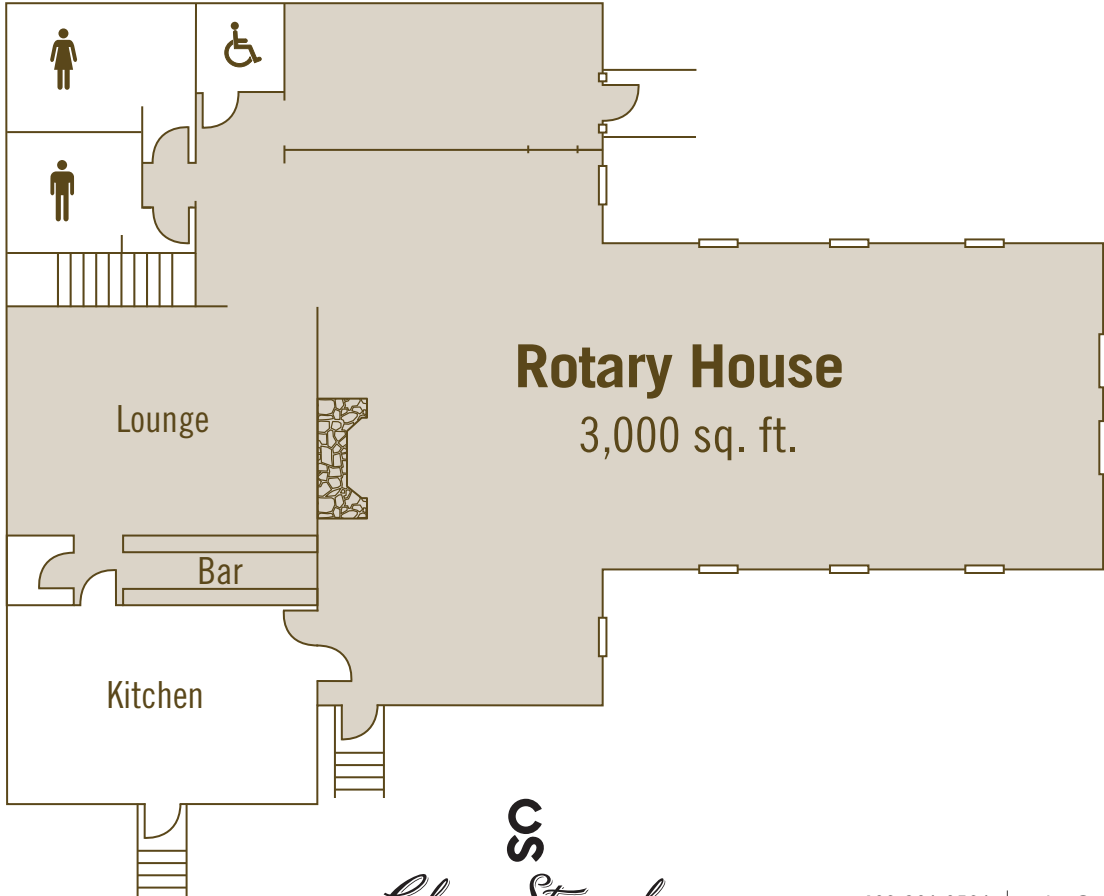 Rotary House
3,000 sq. ft.
Lounge
Bar
Kitchen
CS